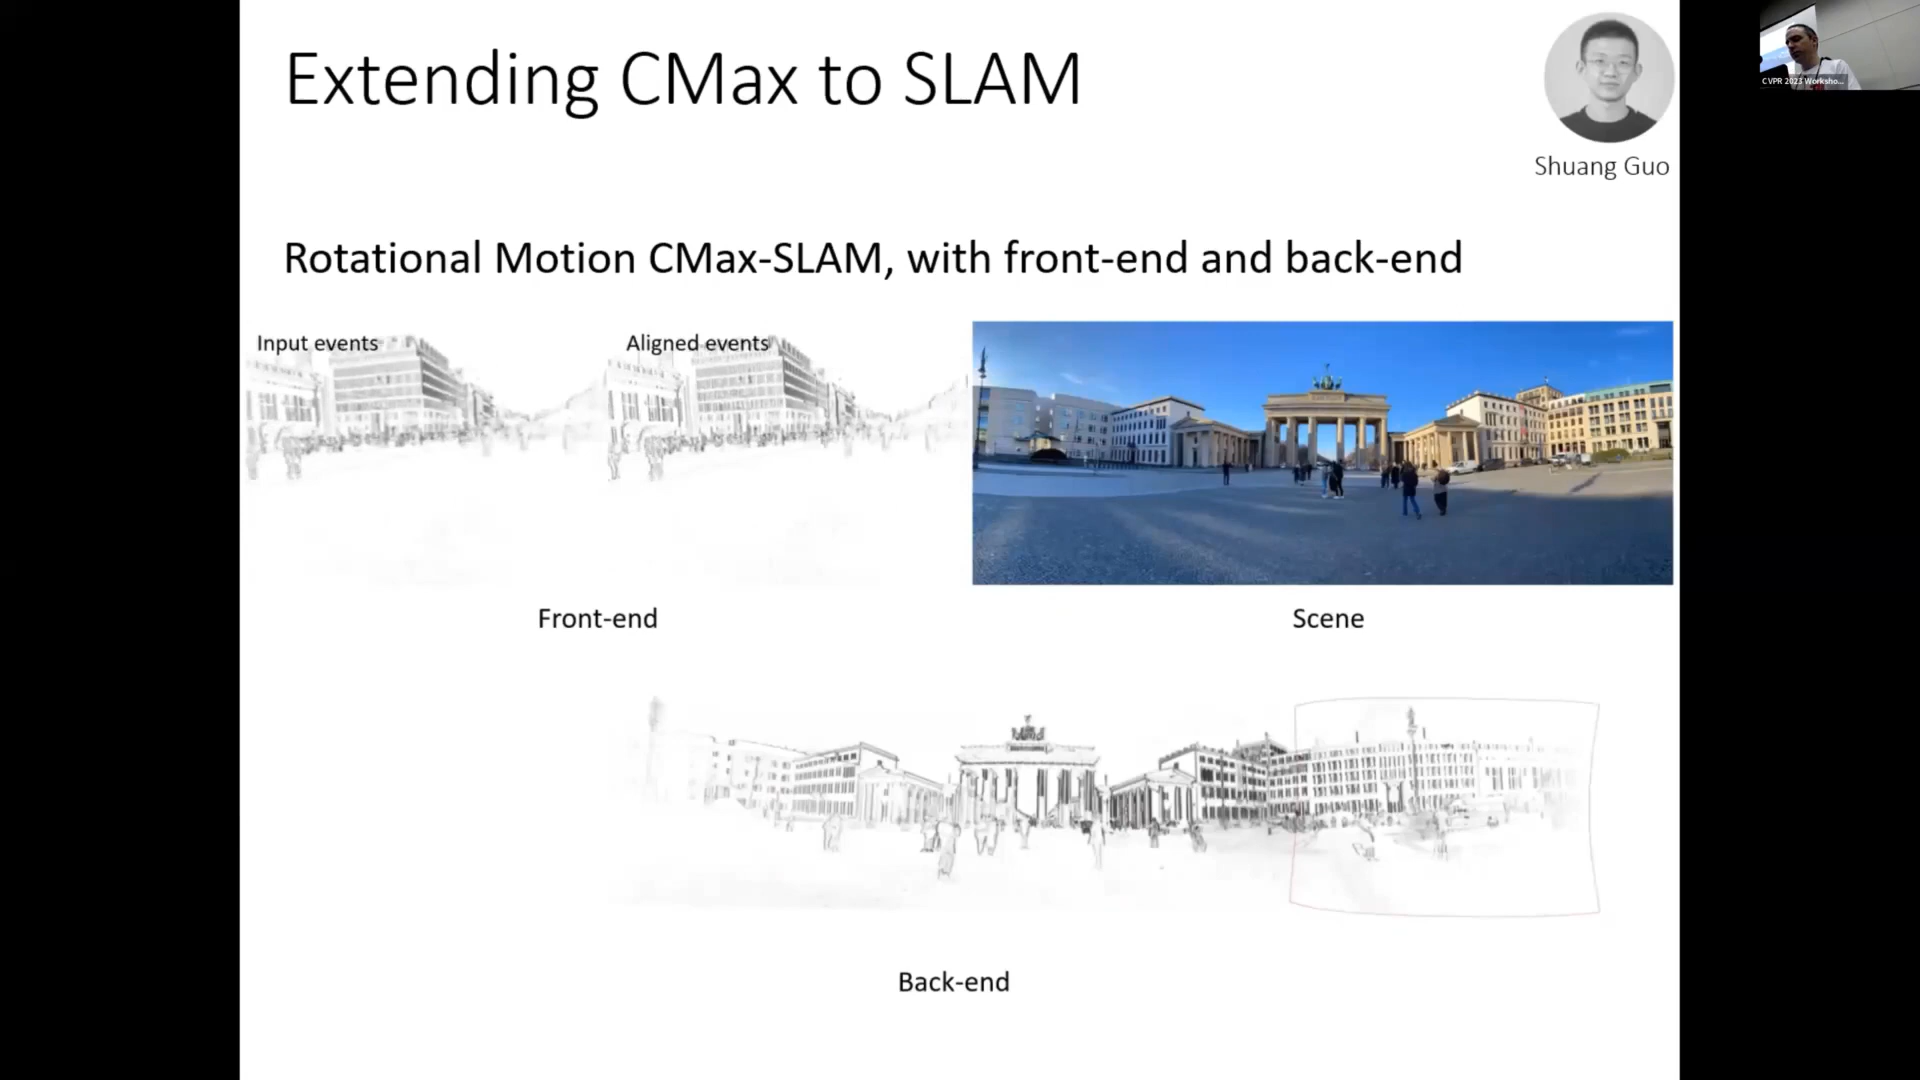 Extending CMax to SLAM
Shuang Guo
CVPR 2023 Worksho...
Rotational Motion CMax-SLAM, with front-end and back-end
Input events
Aligned events
Front-end
Scene
Back-end